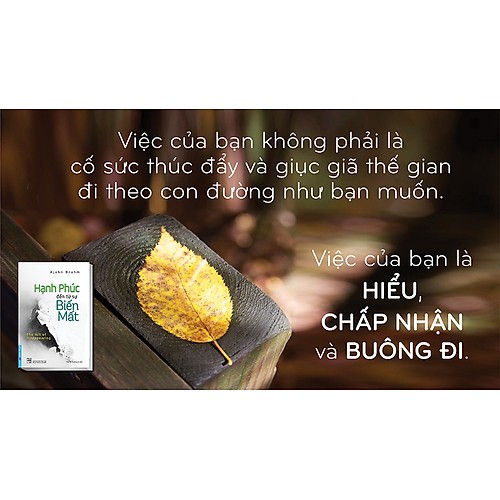 Việc của bạn không phải là
cố sức thúc đẩy và giục giã thế gian
đi theo con đường như bạn muốn.
Việc của bạn là
HIỂU,
CHẤP NHẬN
và BUÔNG ĐI.
Ajahn Brahm
Hạnh Phúc
đến từ sự
Biến
Mất